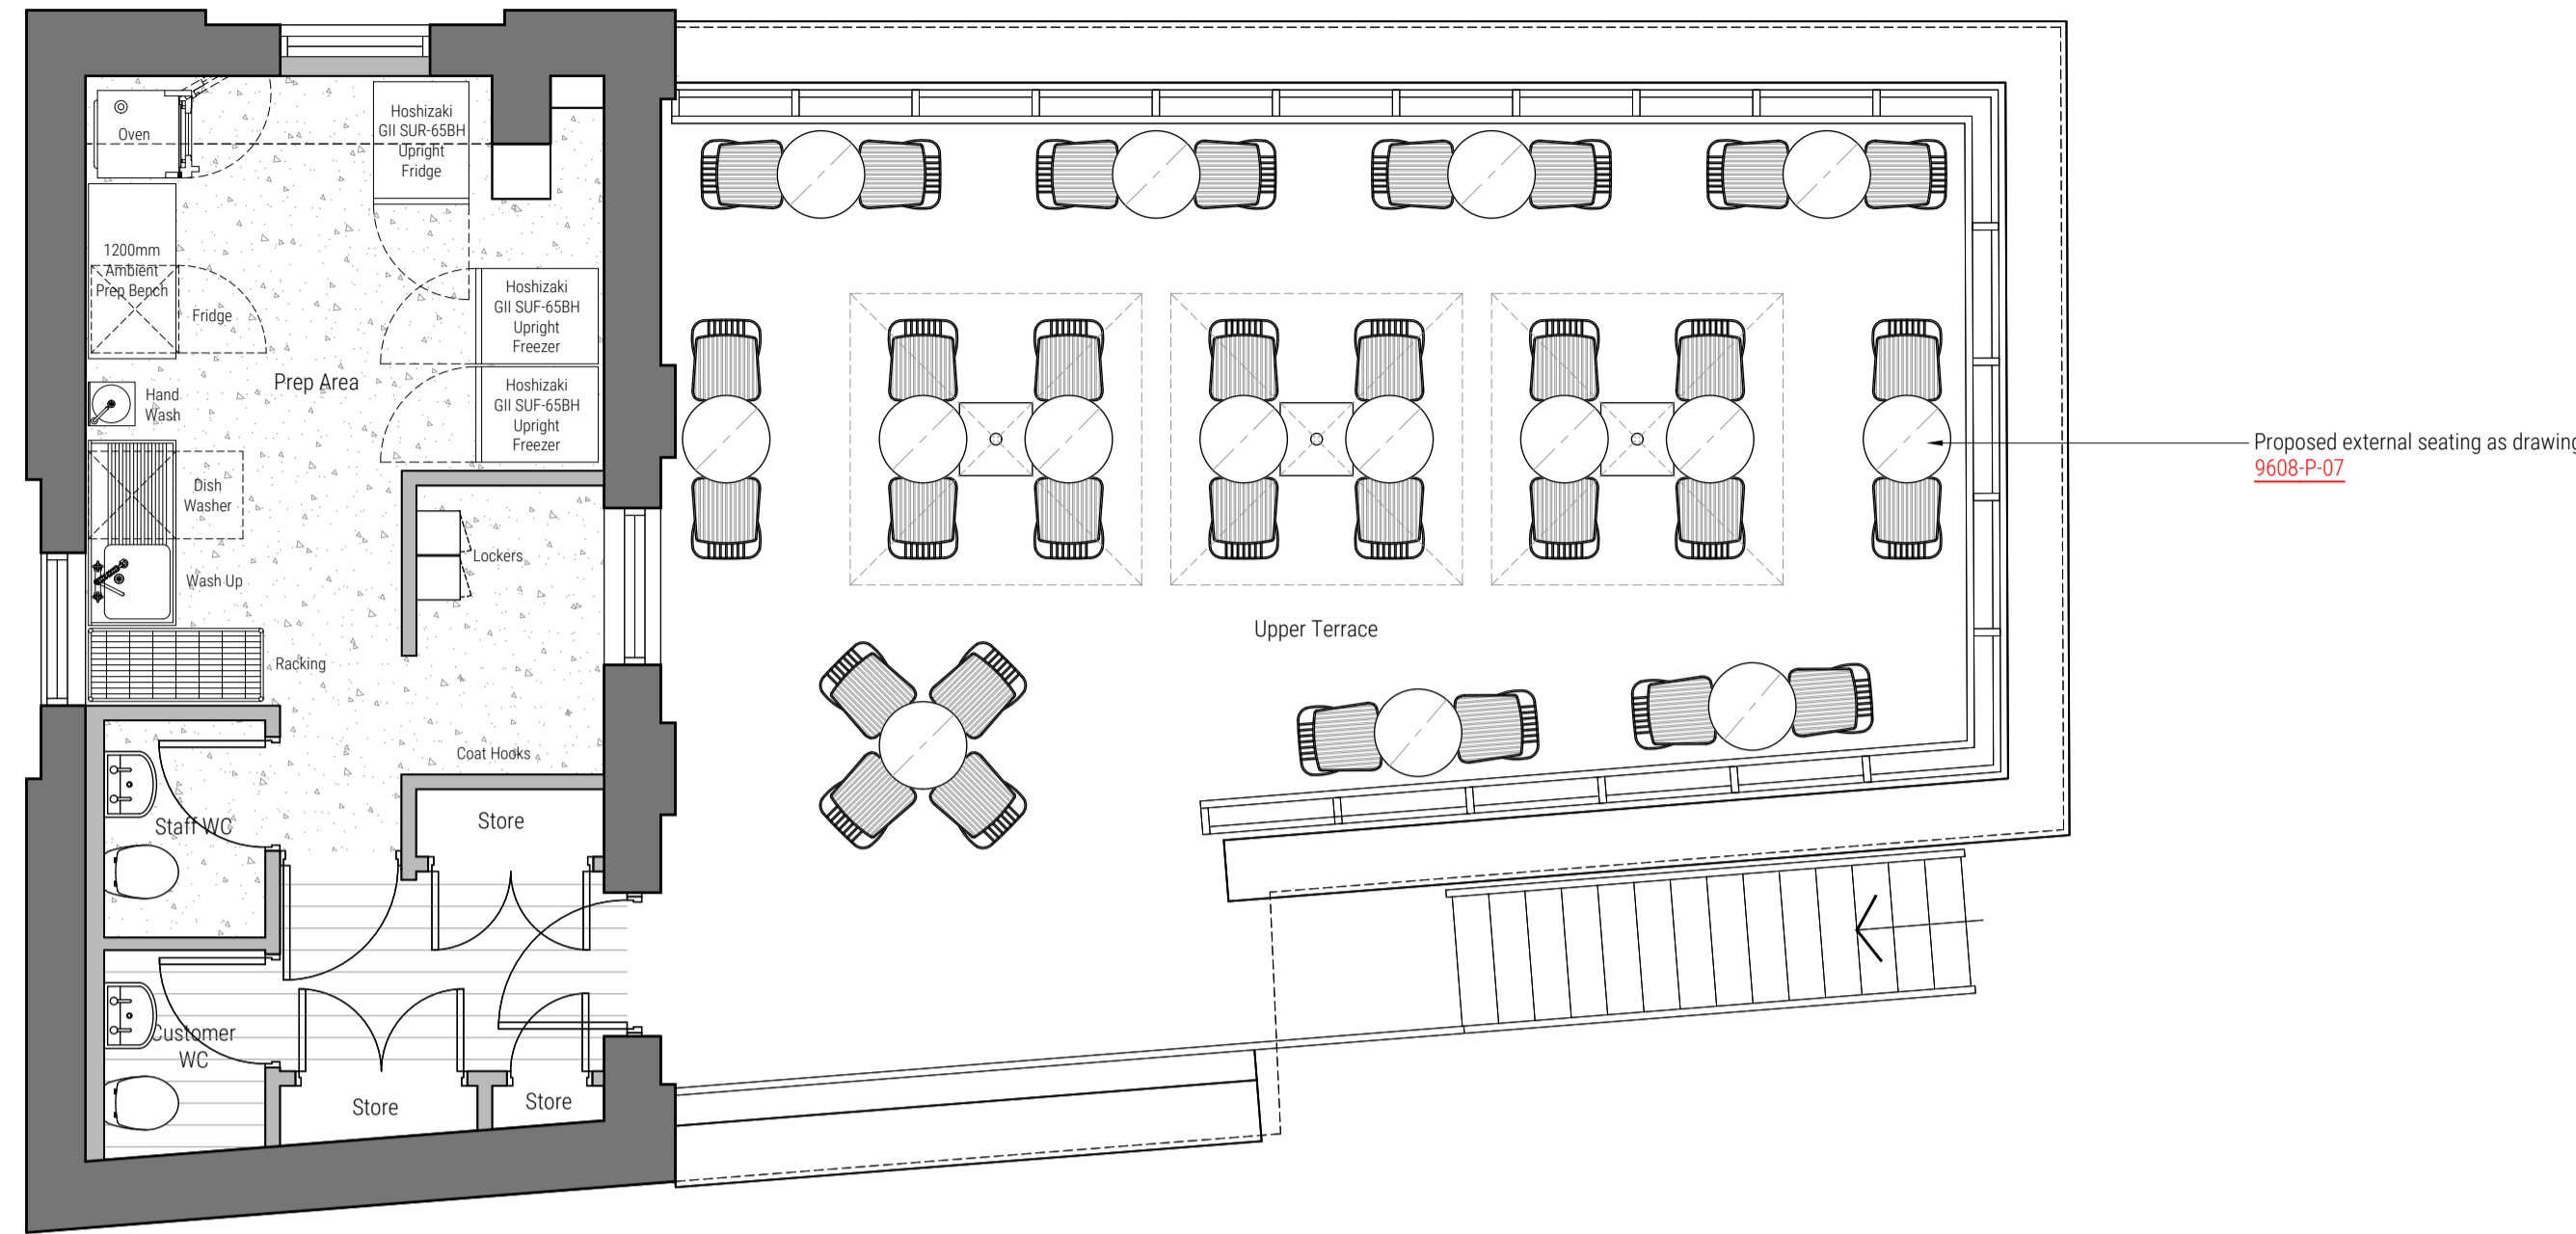 Oven
Hoshizaki
GII SUR-65BH
Upright
Fridge
1200mm
Ambient
Prep Bench
Fridge
Hoshizaki
GII SUF-65BH
Upright
Freezer
Prep Area
Hoshizaki
GII SUF-65BH
Upright
Freezer
Hand
Wash
Dish
Washer
Lockers
Wash Up
Racking
Coat Hooks
Staff WC
Store
Customer
WC
Store
Store
Upper Terrace
Proposed external seating as drawing
9608-P-07